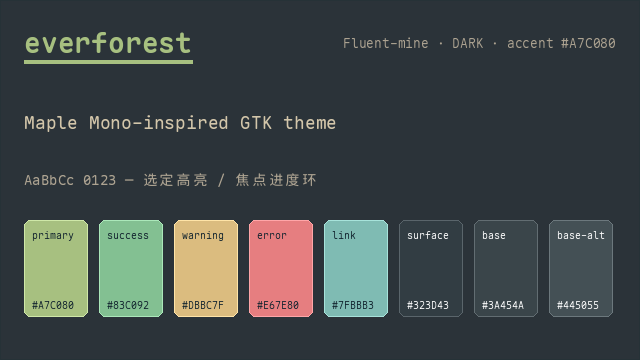 everforest
Fluent-mine · DARK · accent #A7C080
Maple Mono-inspired GTK theme
AaBbCc 0123 — 选定高亮 / 焦点进度环
primary success warning error link surface base base-alt
#A7C080 #83C092 #DBBC7F #E67E80 #7FBBB3 #323D43 #3A454A #445055